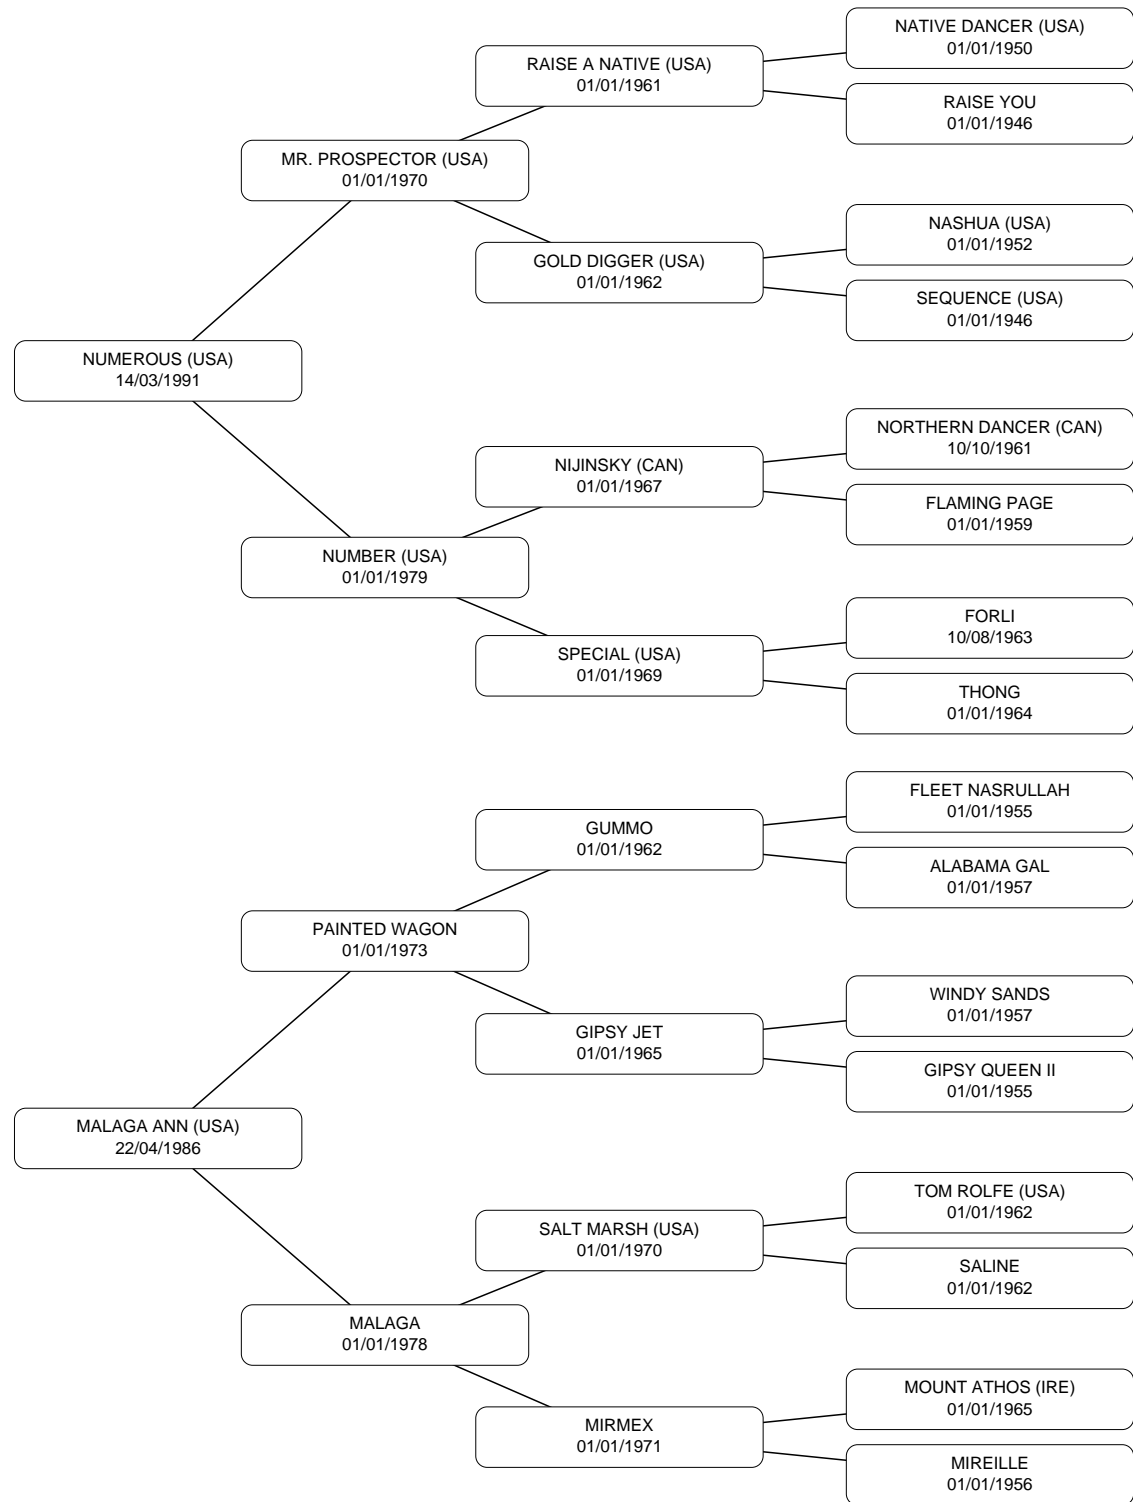 NATIVE DANCER (USA)
01/01/1950
RAISE A NATIVE (USA)
01/01/1961
RAISE YOU
01/01/1946
MR. PROSPECTOR (USA)
01/01/1970
NASHUA (USA)
01/01/1952
GOLD DIGGER (USA)
01/01/1962
SEQUENCE (USA)
01/01/1946
NUMEROUS (USA)
14/03/1991
NORTHERN DANCER (CAN)
10/10/1961
NIJINSKY (CAN)
01/01/1967
FLAMING PAGE
01/01/1959
NUMBER (USA)
01/01/1979
FORLI
10/08/1963
SPECIAL (USA)
01/01/1969
THONG
01/01/1964
FLEET NASRULLAH
01/01/1955
GUMMO
01/01/1962
ALABAMA GAL
01/01/1957
PAINTED WAGON
01/01/1973
WINDY SANDS
01/01/1957
GIPSY JET
01/01/1965
GIPSY QUEEN II
01/01/1955
MALAGA ANN (USA)
22/04/1986
TOM ROLFE (USA)
01/01/1962
SALT MARSH (USA)
01/01/1970
SALINE
01/01/1962
MALAGA
01/01/1978
MOUNT ATHOS (IRE)
01/01/1965
MIRMEX
01/01/1971
MIREILLE
01/01/1956